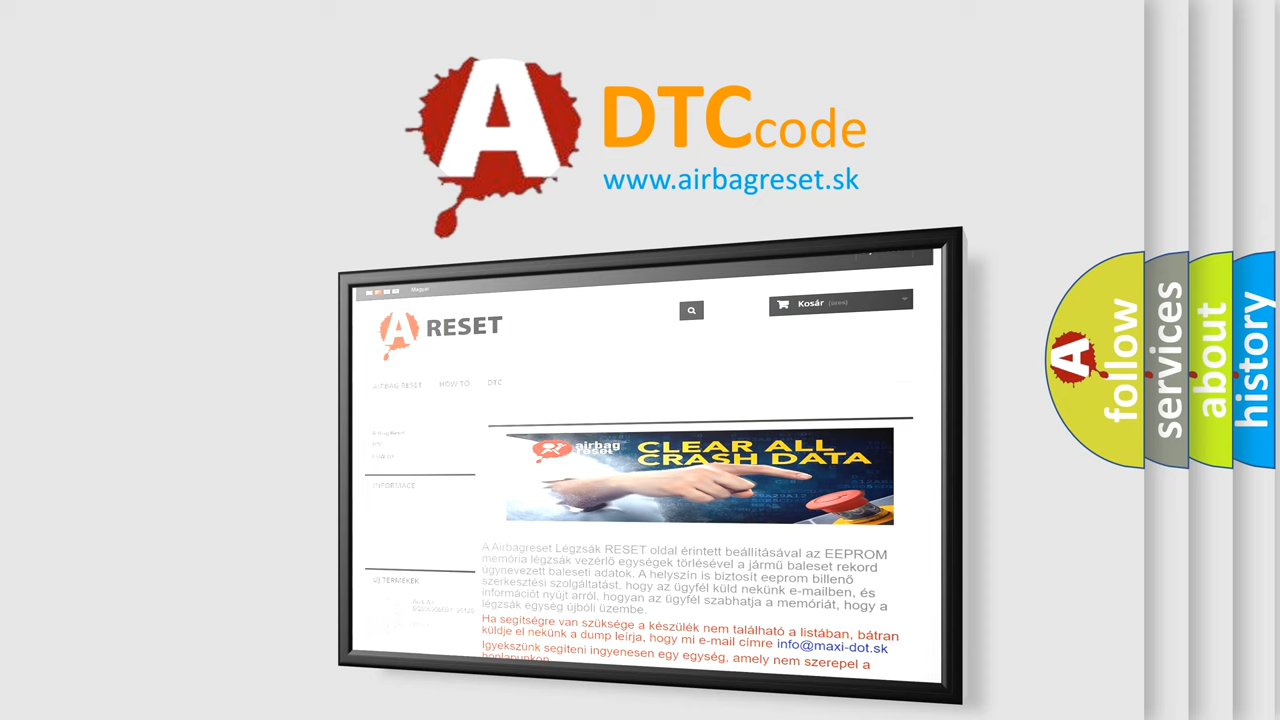 A
DTCcode
www.airbagreset.sk
Magyar
A RESET
Kosár (üres)
AIRBAG RESET HOW TO DTC
Airbag Reset
DTC
INFORMACE
airbag
reset
CLEAR ALL
CRASH DATA
A Airbagreset Légzsák RESET oldal érintett beállításával az EEPROM
memória légzsák vezérlő egységek törlésével a jármű baleset rekord
úgynevezett baleseti adatok. A helyszín is biztosít eeprom billenő
szerkesztési szolgáltatást, hogy az ügyfél küld nekünk e-mailben, és
információt nyújt arról, hogyan az ügyfél szabhatja a memóriát, hogy a
légzsák egység újbóli üzembe.
Ha segítségre van szüksége a készülék nem található a listában, bátran
küldje el nekünk a dump leírja, hogy mi e-mail címre info@maxi-dot.sk
Igyekszünk segíteni ingyenesen egy egység, amely nem szerepel a
honlapunkon
ÚJ TERMÉKEK
A
follow
services
about
history